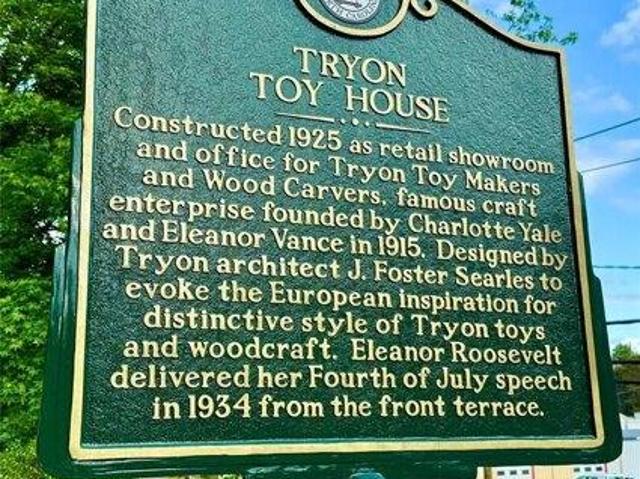 TRYON
TOY HOUSE
Constructed 1925 as retail showroom
and office for Tryon Toy Makers
and Wood Carvers, famous craft
enterprise founded by Charlotte Yale
and Eleanor Vance in 1915. Designed by
Tryon architect J. Foster Searles to
evoke the European inspiration for
distinctive style of Tryon toys
and woodcraft. Eleanor Roosevelt
delivered her Fourth of July speech
in 1934 from the front terrace.